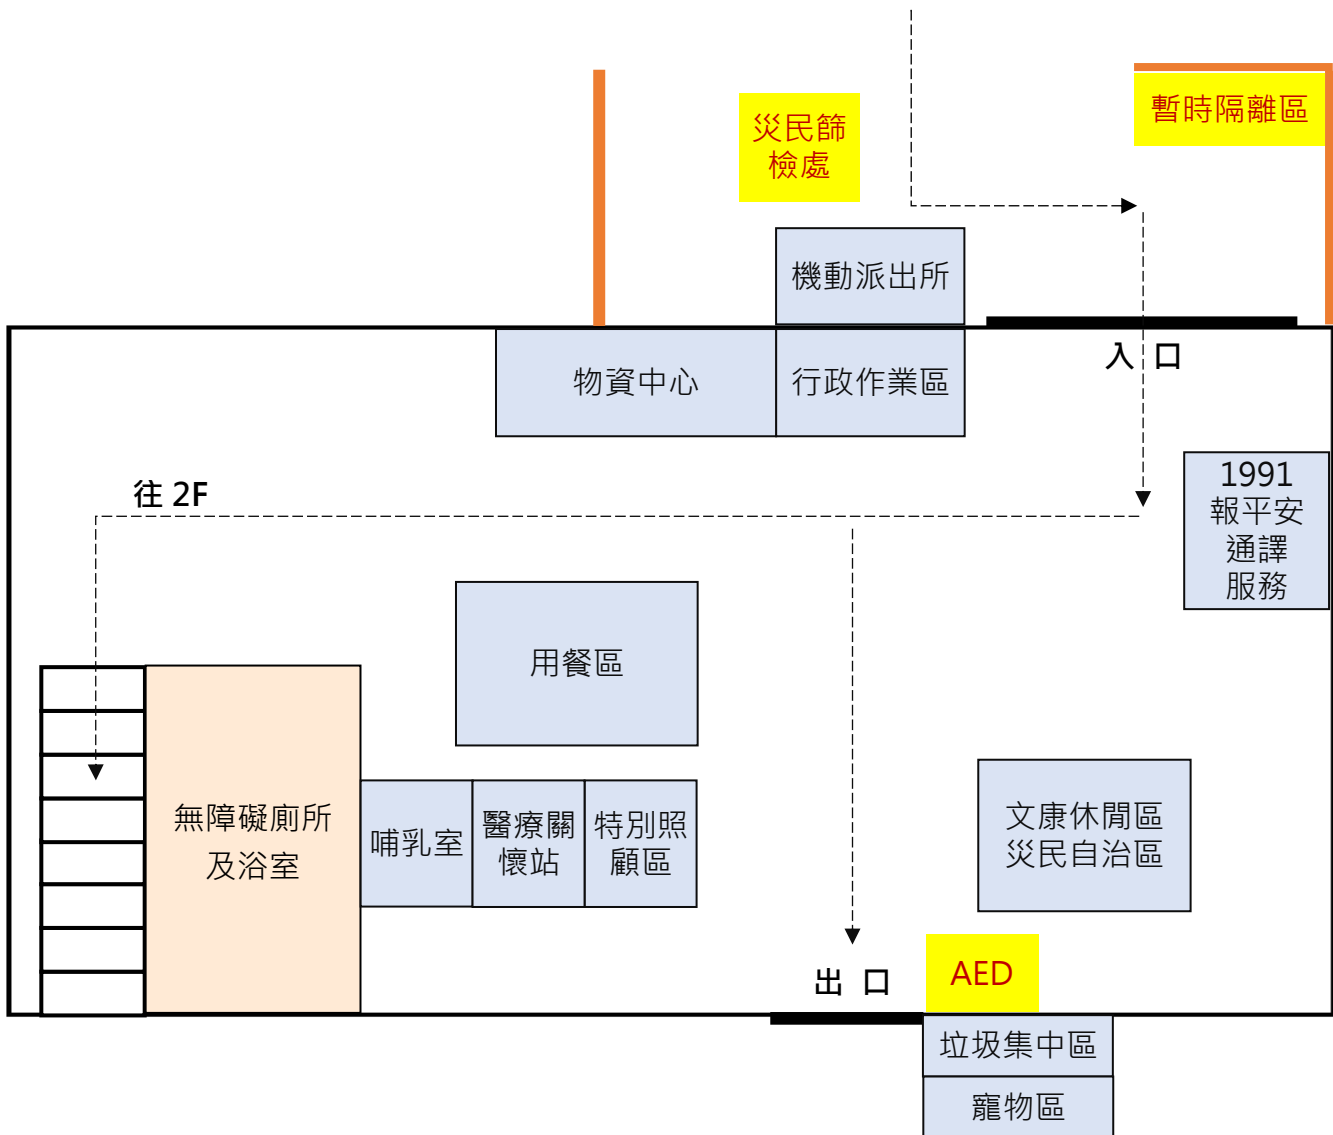 暫時隔離區
災民篩
檢處
機動派出所
入 口
物資中心
行政作業區
往 2F
1991
報平安
通譯
服務
用餐區
無障礙廁所
及浴室
哺乳室
醫療關
懷站
特別照
顧區
文康休閒區
災民自治區
出 口
AED
垃圾集中區
寵物區